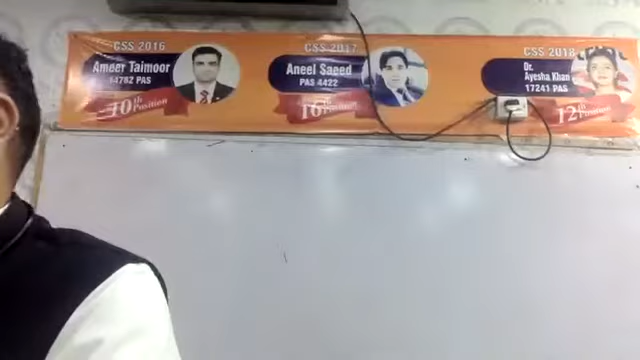 CSS 2016
Ameer Taimoor
14782 PAS
10th Position
CSS 2017
Aneel Saeed
PAS 4422
16th Position
CSS 2018
Dr.
Ayesha Khan
17241 PAS
12th Position